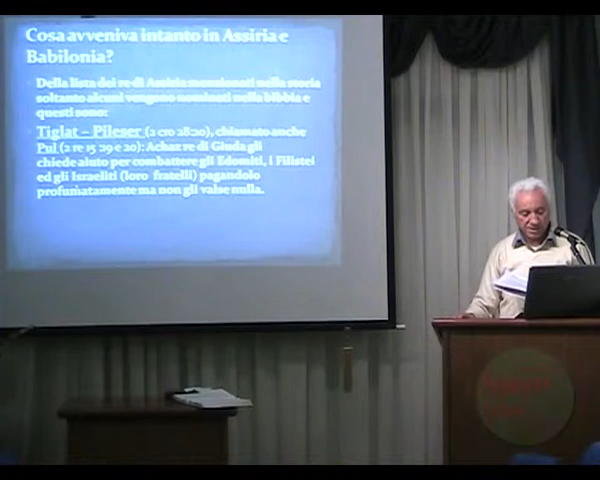 Cosa avveniva intanto in Assiria e
Babilonia?
Della lista dei re di Assiria menzionati nella storia
soltanto alcuni vengono nominati nella bibbia e
questi sono:
Tiglat – Pileser (2 cro 28:20), chiamato anche
Pul (2 re 15 :19 e 20): Achaz re di Giuda gli
chiede aiuto per combattere gli Edomiti, i Filistei
ed gli Israeliti (loro fratelli) pagandolo
profumatamente ma non gli valse nulla.